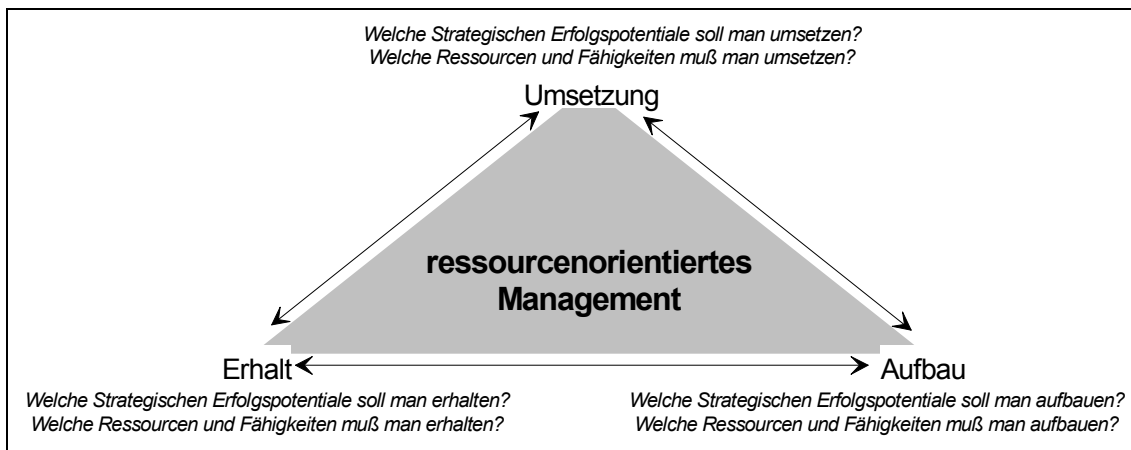 Welche Strategischen Erfolgspotentiale soll man umsetzen?
Welche Ressourcen und Fähigkeiten muß man umsetzen?
Umsetzung
ressourcenorientiertes
Management
Erhalt
Aufbau
Welche Strategischen Erfolgspotentiale soll man erhalten?
Welche Ressourcen und Fähigkeiten muß man erhalten?
Welche Strategischen Erfolgspotentiale soll man aufbauen?
Welche Ressourcen und Fähigkeiten muß man aufbauen?